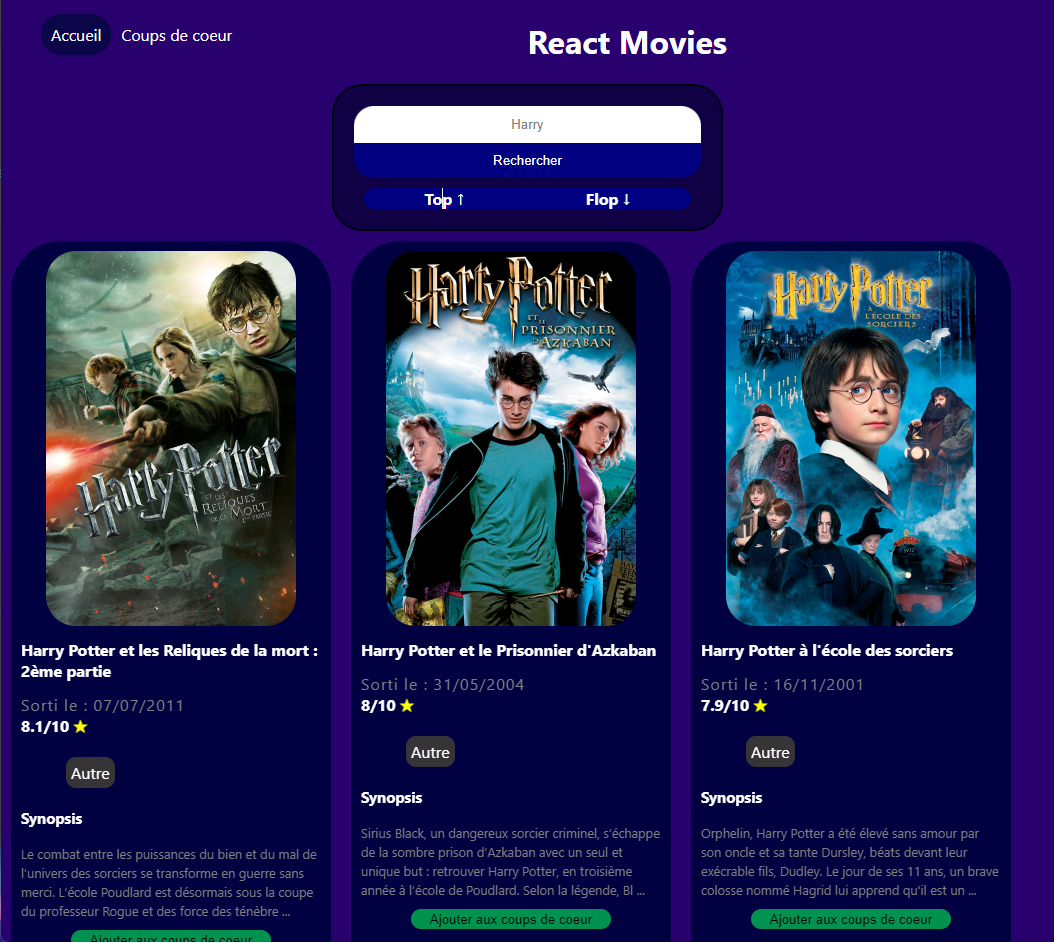 Accueil Coups de coeur
React Movies
Harry
Rechercher
Top ↑ Flop ↓
Harry Potter
ET LES
RELIQUES
DE LA MORT
2ÈME PARTIE
Harry Potter et les Reliques de la mort :
2ème partie
Sorti le : 07/07/2011
8.1/10 ⭐
Autre
Synopsis
Le combat entre les puissances du bien et du mal de
l’univers des sorciers se transforme en guerre sans
merci. L’école Poudlard est désormais sous la coupe
du professeur Rogue et des force des ténèbre ...
Ajouter aux coups de coeur
Harry Potter
ET LE
PRISONNIER
D'AZKABAN
Harry Potter et le Prisonnier d'Azkaban
Sorti le : 31/05/2004
8/10 ⭐
Autre
Synopsis
Sirius Black, un dangereux sorcier criminel, s’échappe
de la sombre prison d’Azkaban avec un seul et
unique but : retrouver Harry Potter, en troisième
année à l’école de Poudlard. Selon la légende, Bl ...
Ajouter aux coups de coeur
Harry Potter
À L'ÉCOLE DES
SORCIERS
Harry Potter à l'école des sorciers
Sorti le : 16/11/2001
7.9/10 ⭐
Autre
Synopsis
Orphelin, Harry Potter a été élevé sans amour par
son oncle et sa tante Dursley, béats devant leur
exécrable fils, Dudley. Le jour de ses 11 ans, un brave
colosse nommé Hagrid lui apprend qu'il est un ...
Ajouter aux coups de coeur